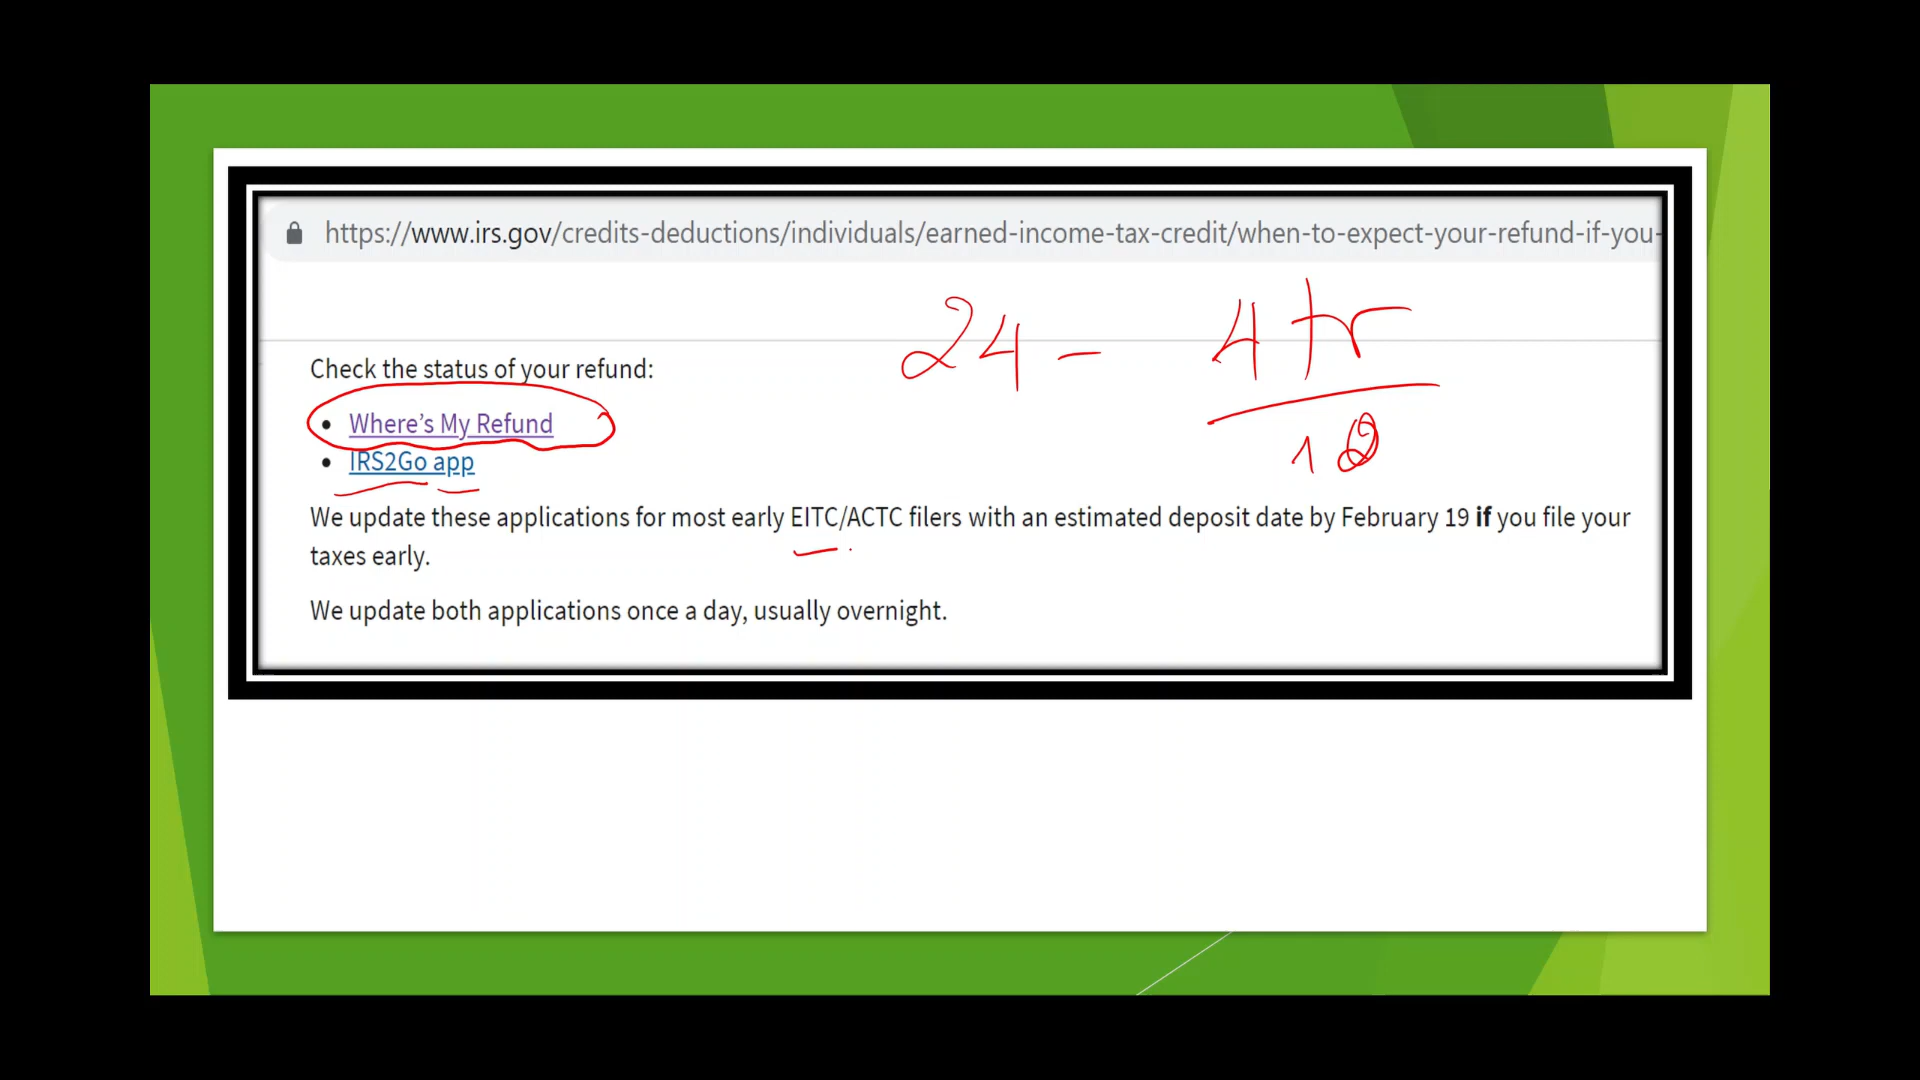 https://www.irs.gov/credits-deductions/individuals/earned-income-tax-credit/when-to-expect-your-refund-if-you-
24 - 4
Check the status of your refund:
• Where's My Refund
• IRS2Go app
We update these applications for most early EITC/ACTC filers with an estimated deposit date by February 19 if you file your
taxes early.
We update both applications once a day, usually overnight.